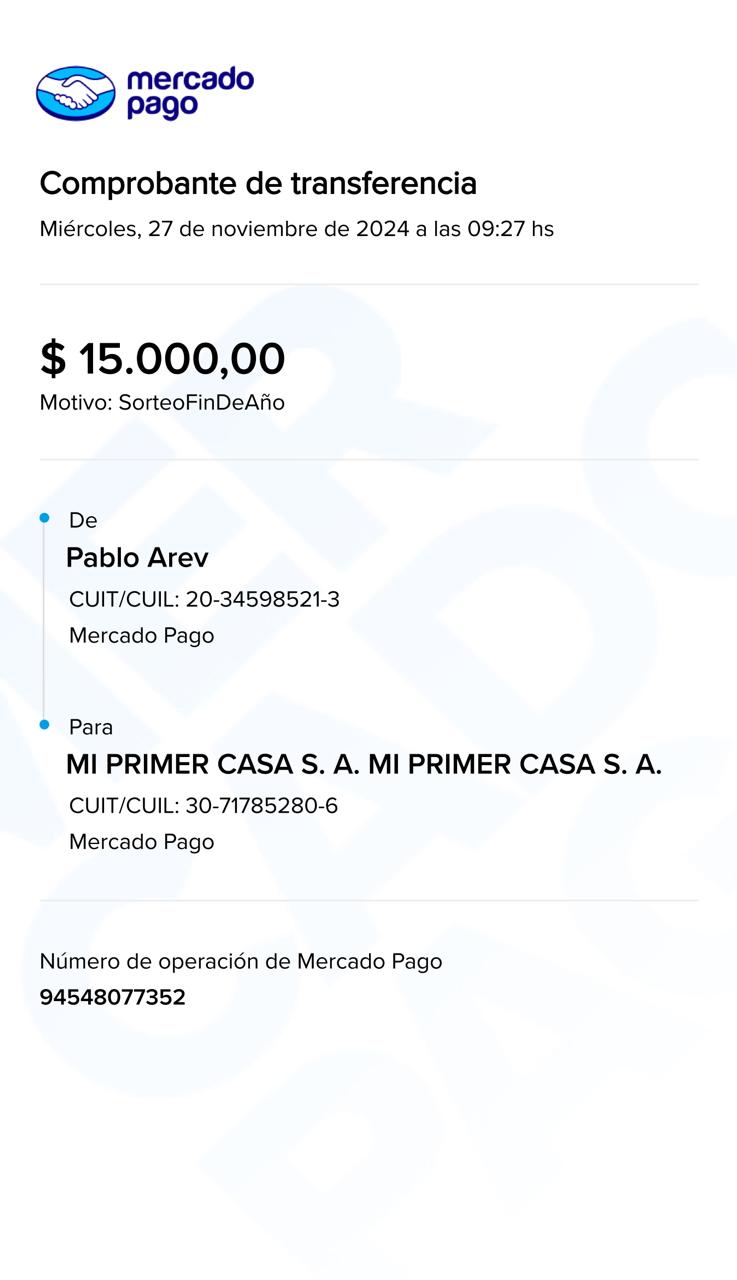 mercado
pago
Comprobante de transferencia
Miércoles, 27 de noviembre de 2024 a las 09:27 hs
$ 15.000,00
Motivo: SorteoFinDeAño
De
Pablo Arev
CUIT/CUIL: 20-34598521-3
Mercado Pago
Para
MI PRIMER CASA S. A. MI PRIMER CASA S. A.
CUIT/CUIL: 30-71785280-6
Mercado Pago
Número de operación de Mercado Pago
94548077352